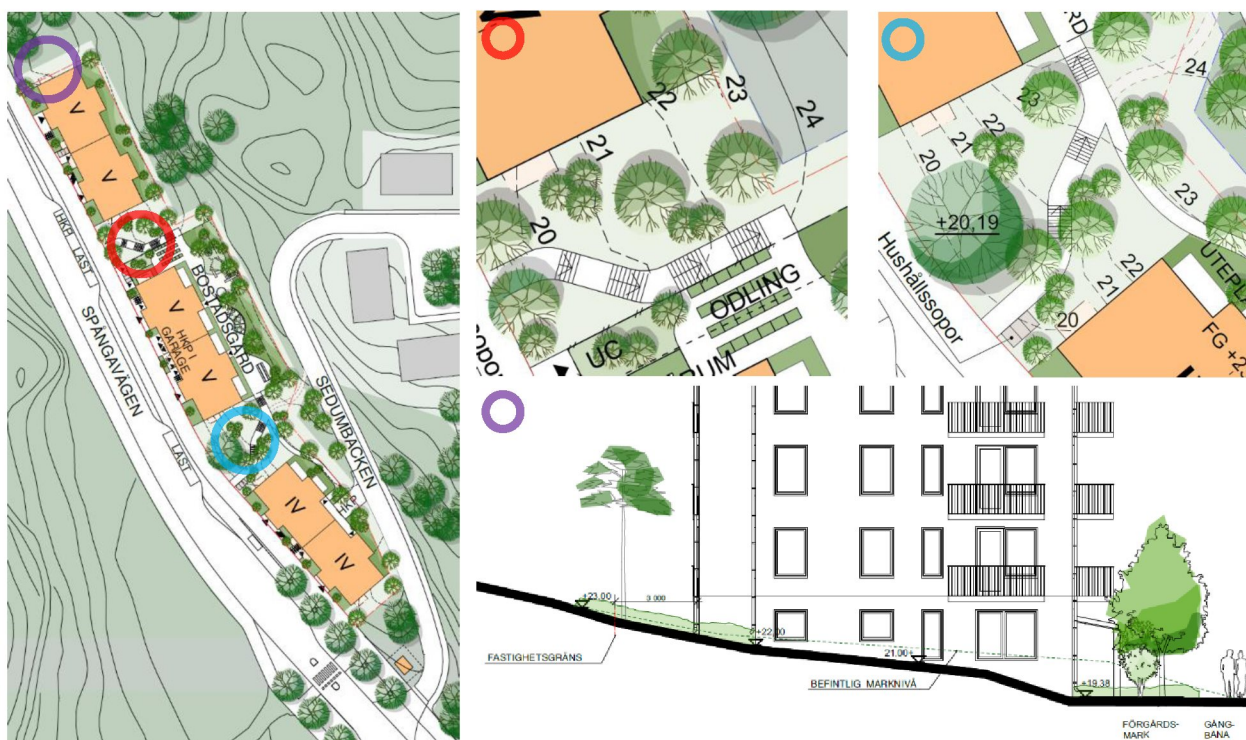 V
V
HKP LAST
BOSTADSGÅRD
V
HKP I
GARAGE
V
SPÅNGAVÄGEN
SEDUMBACKEN
LAST
IV
HKP
IV
23
22
24
21
20
ODLING
UC
24
23
22
21
20
+20,19
23
22
21
20
Hushållssopor
UTEPL
FG +2
+23,00
3 000
+22,00
21,00+
+19,38
FASTIGHETSGRÄNS
BEFINTLIG MARKNIVÅ
FÖRGÅRDS-
MARK
GÅNG-
BANA